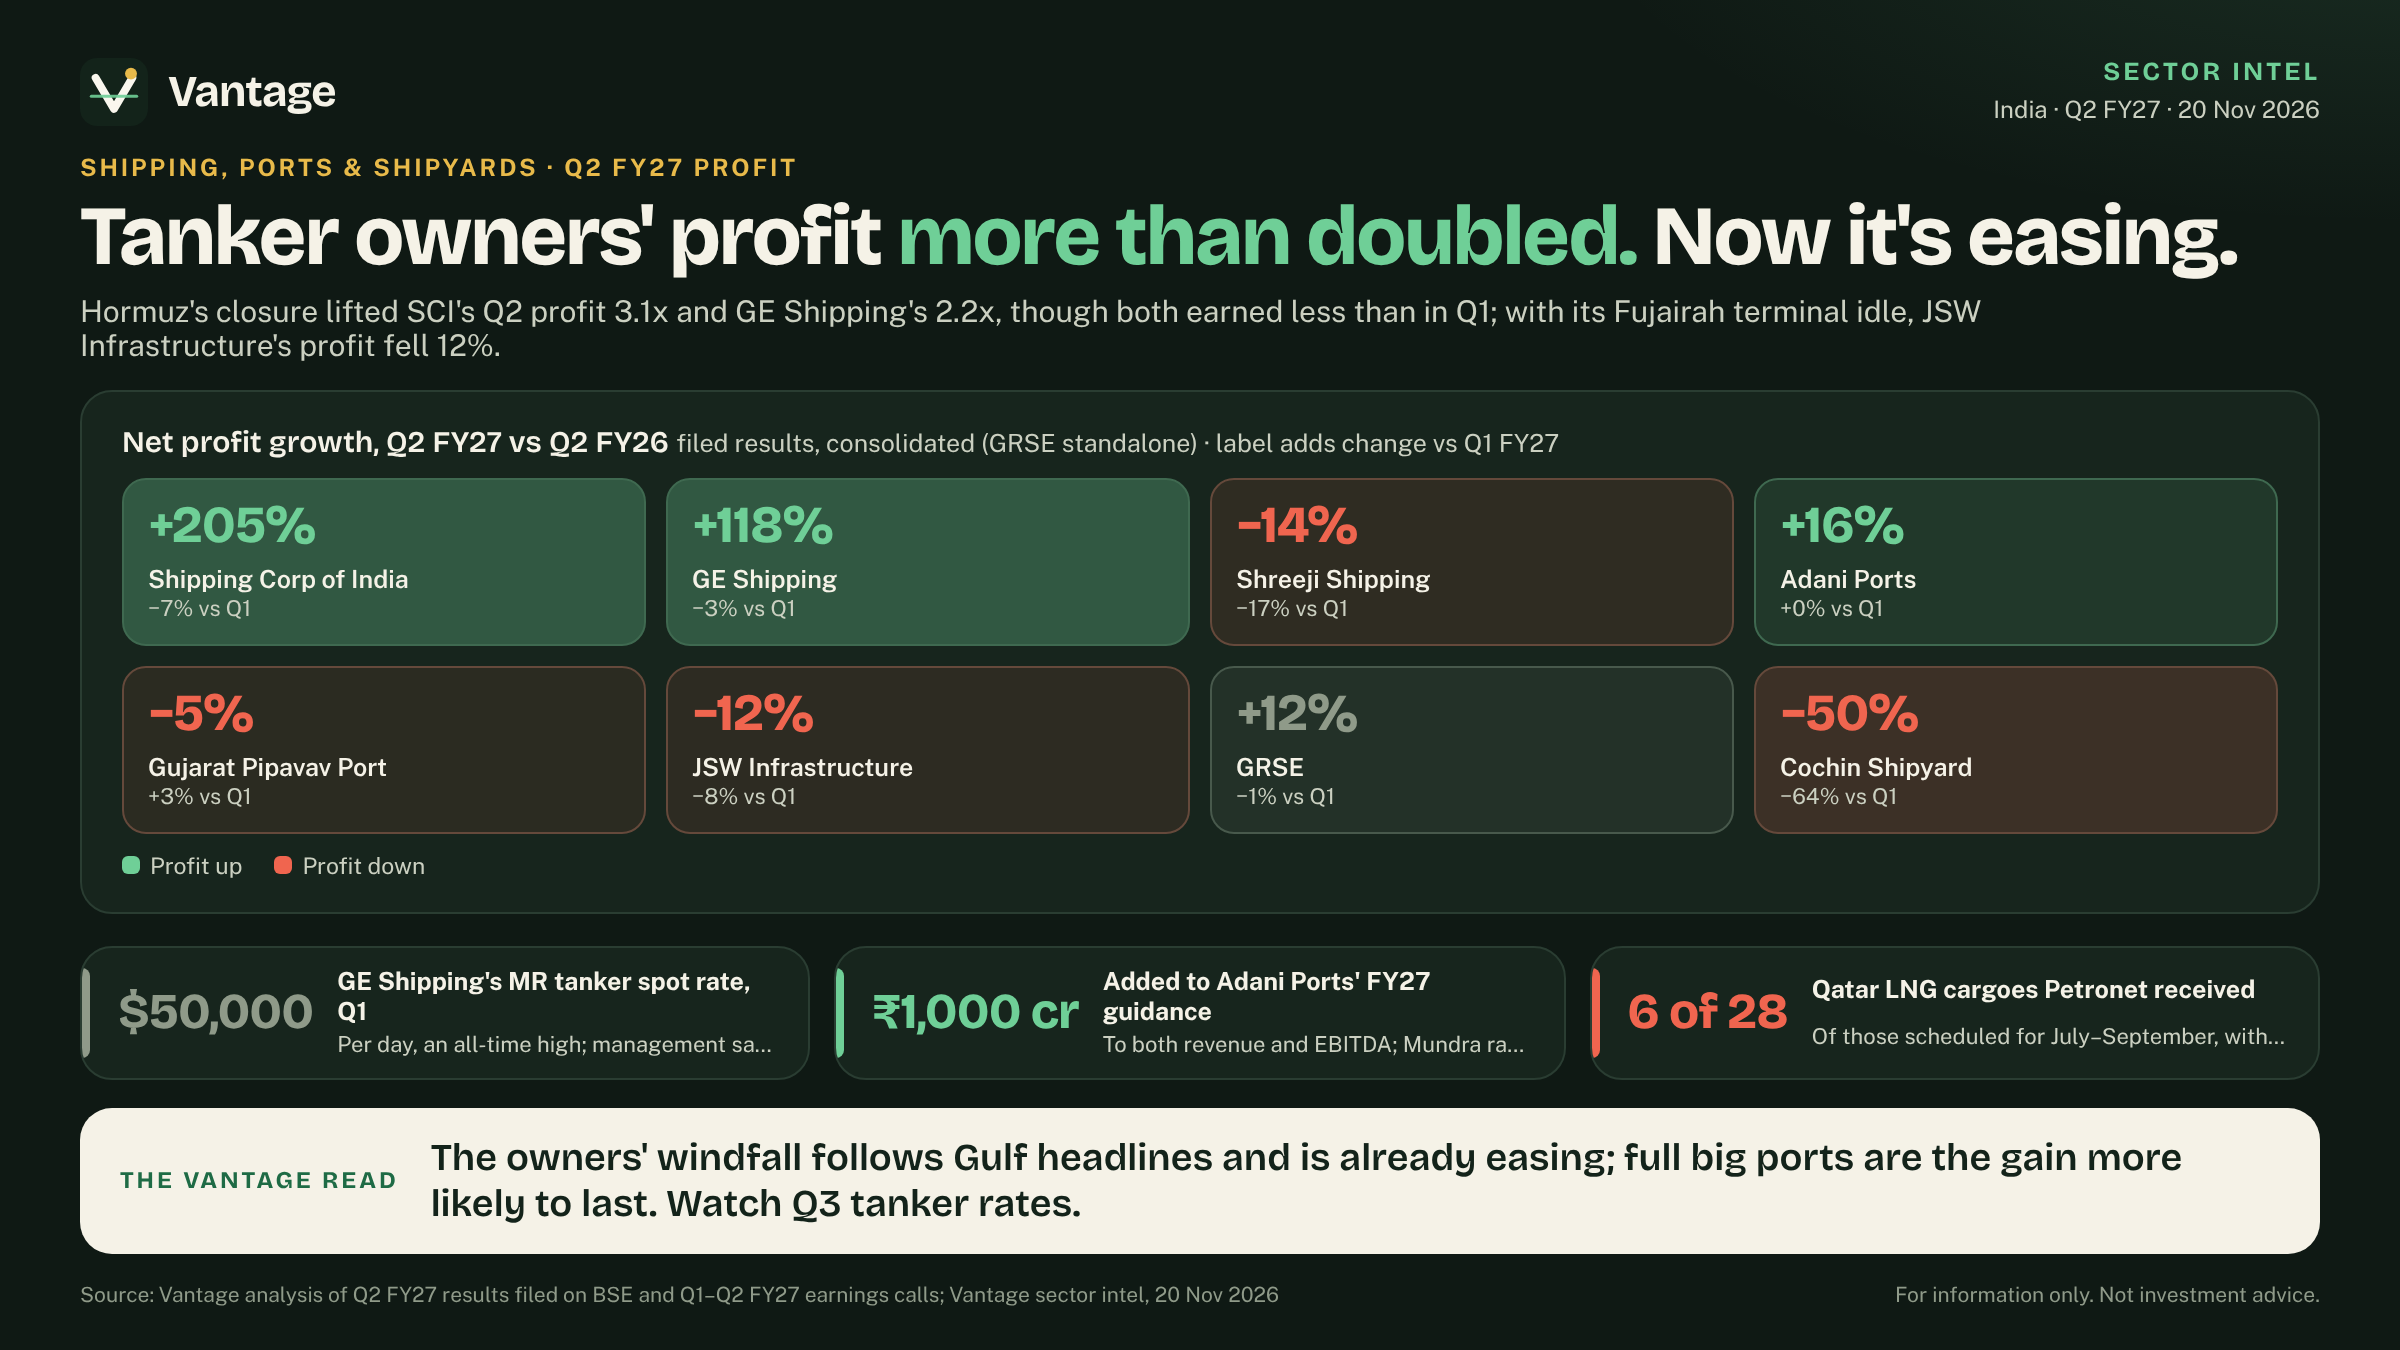 Vantage
SECTOR INTEL
India · Q2 FY27 · 20 Nov 2026
SHIPPING, PORTS & SHIPYARDS · Q2 FY27 PROFIT
Tanker owners' profit more than doubled. Now it's easing.
Hormuz's closure lifted SCI's Q2 profit 3.1x and GE Shipping's 2.2x, though both earned less than in Q1; with its Fujairah terminal idle, JSW
Infrastructure's profit fell 12%.
Net profit growth, Q2 FY27 vs Q2 FY26 filed results, consolidated (GRSE standalone) · label adds change vs Q1 FY27
+205%
Shipping Corp of India
−7% vs Q1
+118%
GE Shipping
−3% vs Q1
−14%
Shreeji Shipping
−17% vs Q1
+16%
Adani Ports
+0% vs Q1
−5%
Gujarat Pipavav Port
+3% vs Q1
−12%
JSW Infrastructure
−8% vs Q1
+12%
GRSE
−1% vs Q1
−50%
Cochin Shipyard
−64% vs Q1
Profit up
Profit down
$50,000
GE Shipping's MR tanker spot rate,
Q1
Per day, an all-time high; management sa...
₹1,000 cr
Added to Adani Ports' FY27
guidance
To both revenue and EBITDA; Mundra ra...
6 of 28
Qatar LNG cargoes Petronet received
Of those scheduled for July–September, with...
THE VANTAGE READ
The owners' windfall follows Gulf headlines and is already easing; full big ports are the gain more
likely to last. Watch Q3 tanker rates.
Source: Vantage analysis of Q2 FY27 results filed on BSE and Q1–Q2 FY27 earnings calls; Vantage sector intel, 20 Nov 2026
For information only. Not investment advice.